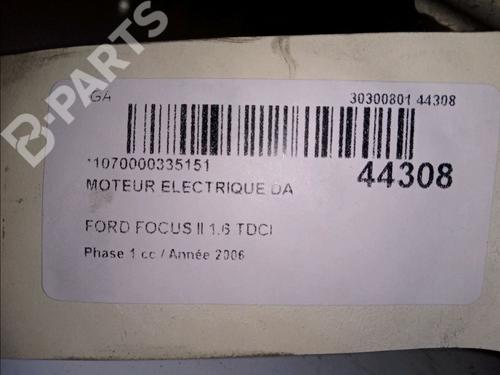 B-PARTS
GA 30300801 44308
*1070000335151
44308
MOTEUR ELECTRIQUE DA
FORD FOCUS II 1.6 TDCI
Phase 1 cc / Année 2006